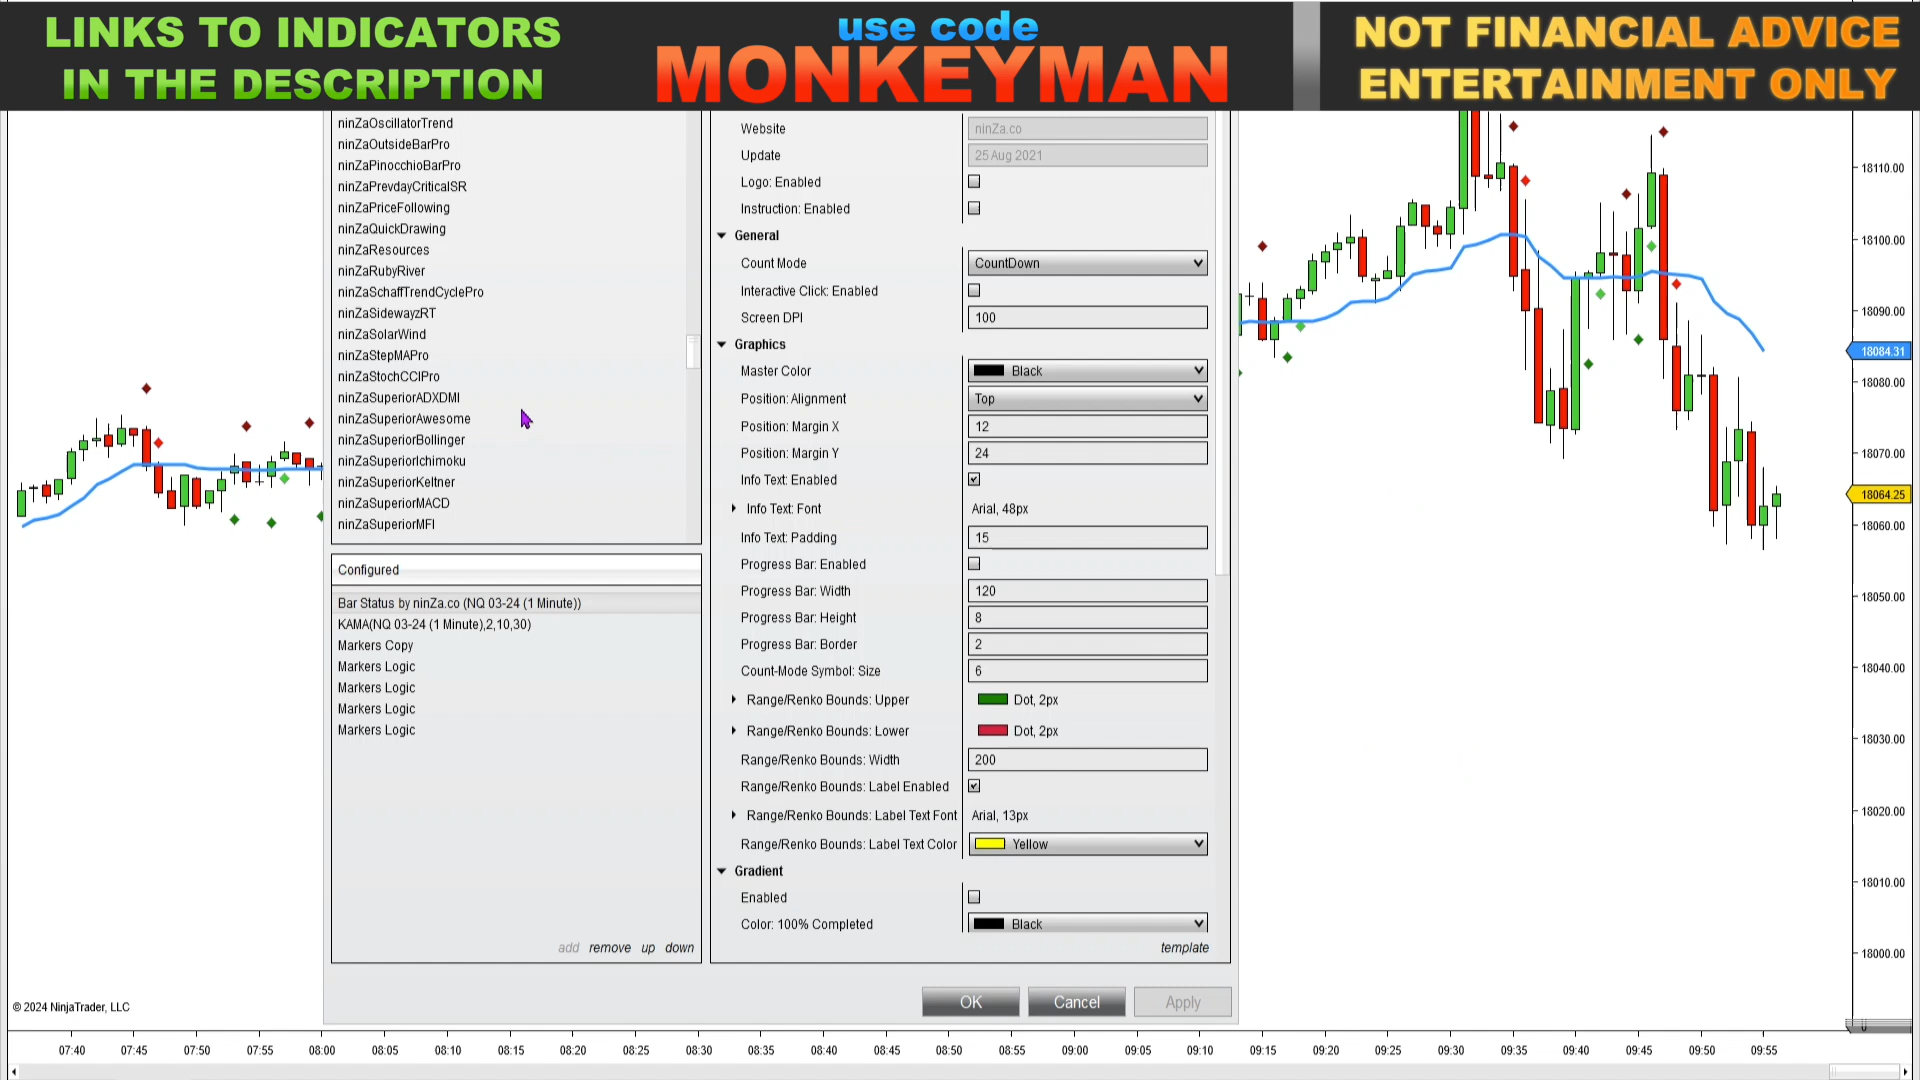 LINKS TO INDICATORS
IN THE DESCRIPTION
use code
MONKEYMAN
NOT FINANCIAL ADVICE
ENTERTAINMENT ONLY
ninZaOscillatorTrend
ninZaOutsideBarPro
ninZaPinocchioBarPro
ninZaPrevdayCriticalSR
ninZaPriceFollowing
ninZaQuickDrawing
ninZaResources
ninZaRubyRiver
ninZaSchaffTrendCyclePro
ninZaSidewayzRT
ninZaSolarWind
ninZaStepMAPro
ninZaStochCCIPro
ninZaSuperiorADXDMI
ninZaSuperiorAwesome
ninZaSuperiorBollinger
ninZaSuperiorIchimoku
ninZaSuperiorKeltner
ninZaSuperiorMACD
ninZaSuperiorMFI
Configured
Bar Status by ninZa.co (NQ 03-24 (1 Minute))
KAMA(NQ 03-24 (1 Minute),2,10,30)
Markers Copy
Markers Logic
Markers Logic
Markers Logic
Markers Logic
add remove up down
Website ninZa.co
Update 25 Aug 2021
Logo: Enabled
Instruction: Enabled
General
Count Mode CountDown
Interactive Click: Enabled
Screen DPI 100
Graphics
Master Color Black
Position: Alignment Top
Position: Margin X 12
Position: Margin Y 24
Info Text: Enabled
Info Text: Font Arial, 48px
Info Text: Padding 15
Progress Bar: Enabled
Progress Bar: Width 120
Progress Bar: Height 8
Progress Bar: Border 2
Count-Mode Symbol: Size 6
Range/Renko Bounds: Upper Dot, 2px
Range/Renko Bounds: Lower Dot, 2px
Range/Renko Bounds: Width 200
Range/Renko Bounds: Label Enabled
Range/Renko Bounds: Label Text Font Arial, 13px
Range/Renko Bounds: Label Text Color Yellow
Gradient
Enabled
Color: 100% Completed Black
template
OK Cancel Apply
18110.00
18100.00
18090.00
18084.31
18080.00
18070.00
18064.25
18060.00
18050.00
18040.00
18030.00
18020.00
18010.00
18000.00
© 2024 NinjaTrader, LLC
07:40 07:45 07:50 07:55 08:00 08:05 08:10 08:15 08:20 08:25 08:30 08:35 08:40 08:45 08:50 08:55 09:00 09:05 09:10 09:15 09:20 09:25 09:30 09:35 09:40 09:45 09:50 09:55